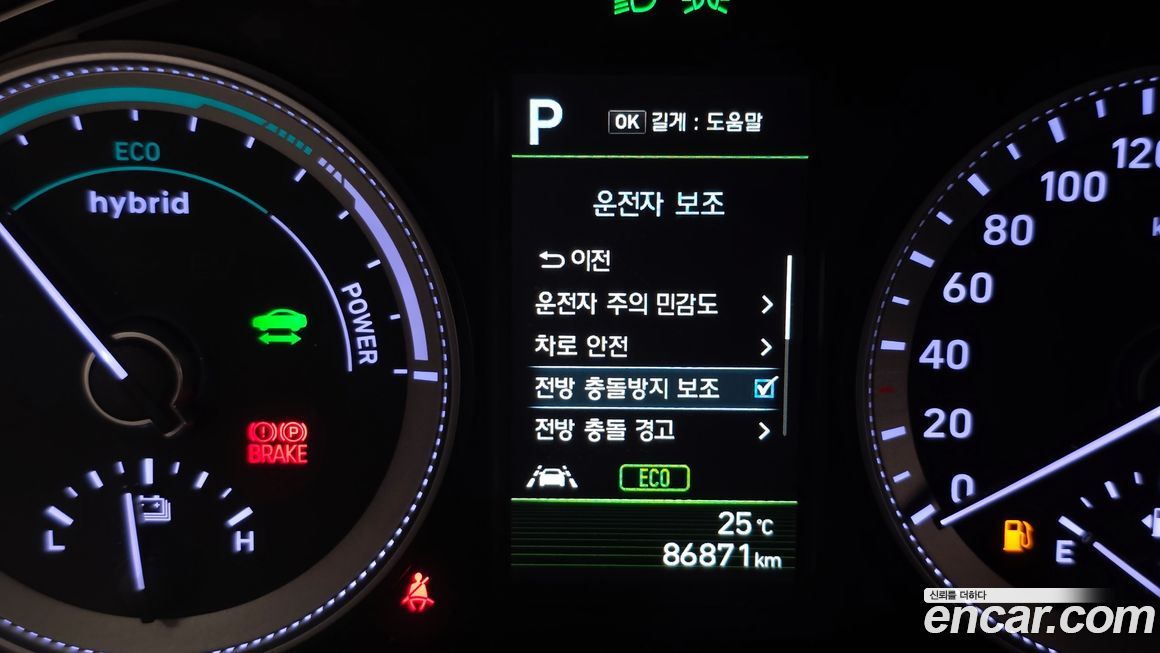 P
OK 길게 : 도움말
운전자 보조
이전
운전자 주의 민감도
차로 안전
전방 충돌방지 보조
전방 충돌 경고
ECO
25℃
86871km
ECO
hybrid
POWER
(!) (P)
BRAKE
L
H
120
100
80
60
40
20
0
E
신뢰를 더하다
encar.com